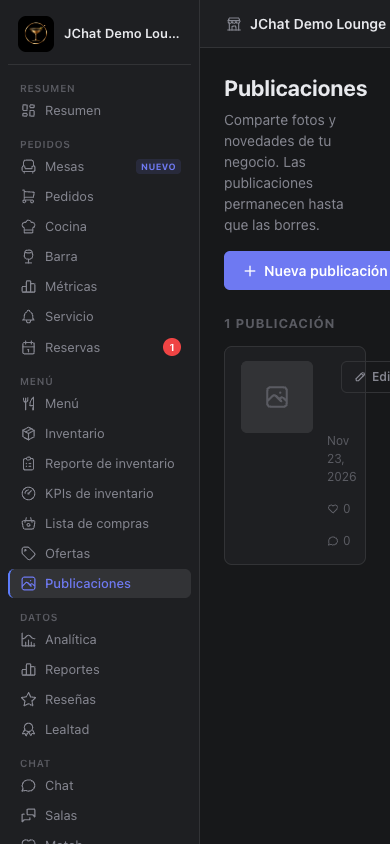 JChat Demo Lou...
RESUMEN
Resumen
PEDIDOS
Mesas NUEVO
Pedidos
Cocina
Barra
Métricas
Servicio
Reservas 1
MENÚ
Menú
Inventario
Reporte de inventario
KPIs de inventario
Lista de compras
Ofertas
Publicaciones
DATOS
Analítica
Reportes
Reseñas
Lealtad
CHAT
Chat
Salas
JChat Demo Lounge
Publicaciones
Comparte fotos y
novedades de tu
negocio. Las
publicaciones
permanecen hasta
que las borres.
Nueva publicación
1 PUBLICACIÓN
Edi
Nov
23,
2026
0
0